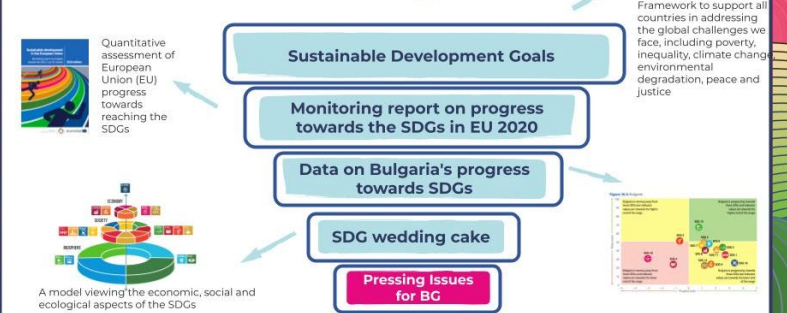 Framework to support all
countries in addressing
the global challenges we
face, including poverty,
inequality, climate change,
environmental
degradation, peace and
justice
Quantitative
assessment of
European
Union (EU)
progress
towards
reaching the
SDGs
Sustainable Development Goals
Monitoring report on progress
towards the SDGs in EU 2020
Data on Bulgaria's progress
towards SDGs
SDG wedding cake
Pressing Issues
for BG
ECONOMY
SOCIETY
BIOSPHERE
A model viewing the economic, social and
ecological aspects of the SDGs